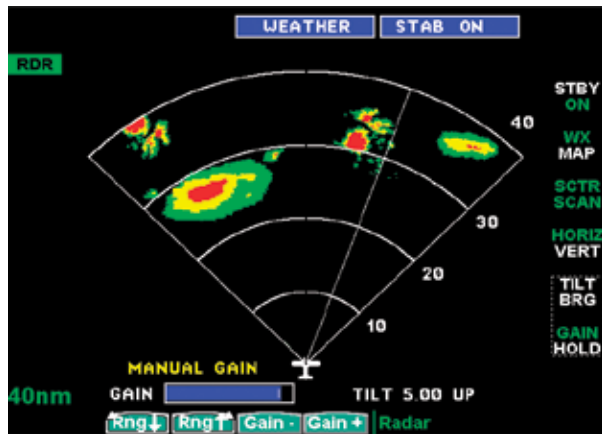 WEATHER STAB ON
RDR
STBY
ON
40
WX
MAP
SCTR
SCAN
30
HORIZ
VERT
20
TILT
BRG
10
GAIN
HOLD
MANUAL GAIN
40nm GAIN TILT 5.00 UP
Rng↓ Rng↑ Gain - Gain + Radar